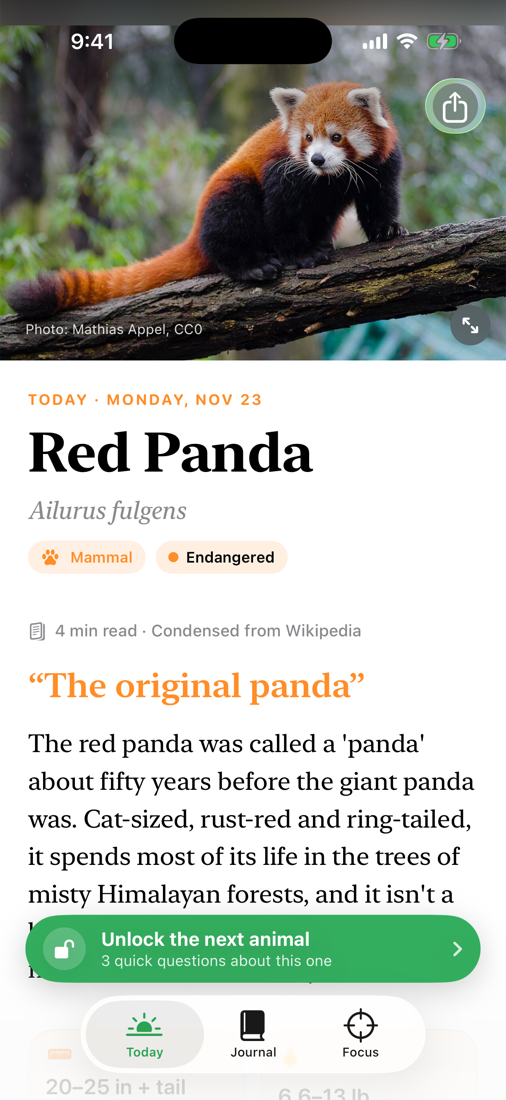 9:41
Photo: Mathias Appel, CC0
TODAY · MONDAY, NOV 23
Red Panda
Ailurus fulgens
Mammal
Endangered
4 min read · Condensed from Wikipedia
“The original panda”
The red panda was called a 'panda'
about fifty years before the giant panda
was. Cat-sized, rust-red and ring-tailed,
it spends most of its life in the trees of
misty Himalayan forests, and it isn't a
Unlock the next animal
3 quick questions about this one
Today
Journal
Focus
20–25 in + tail
6.6–13 lb